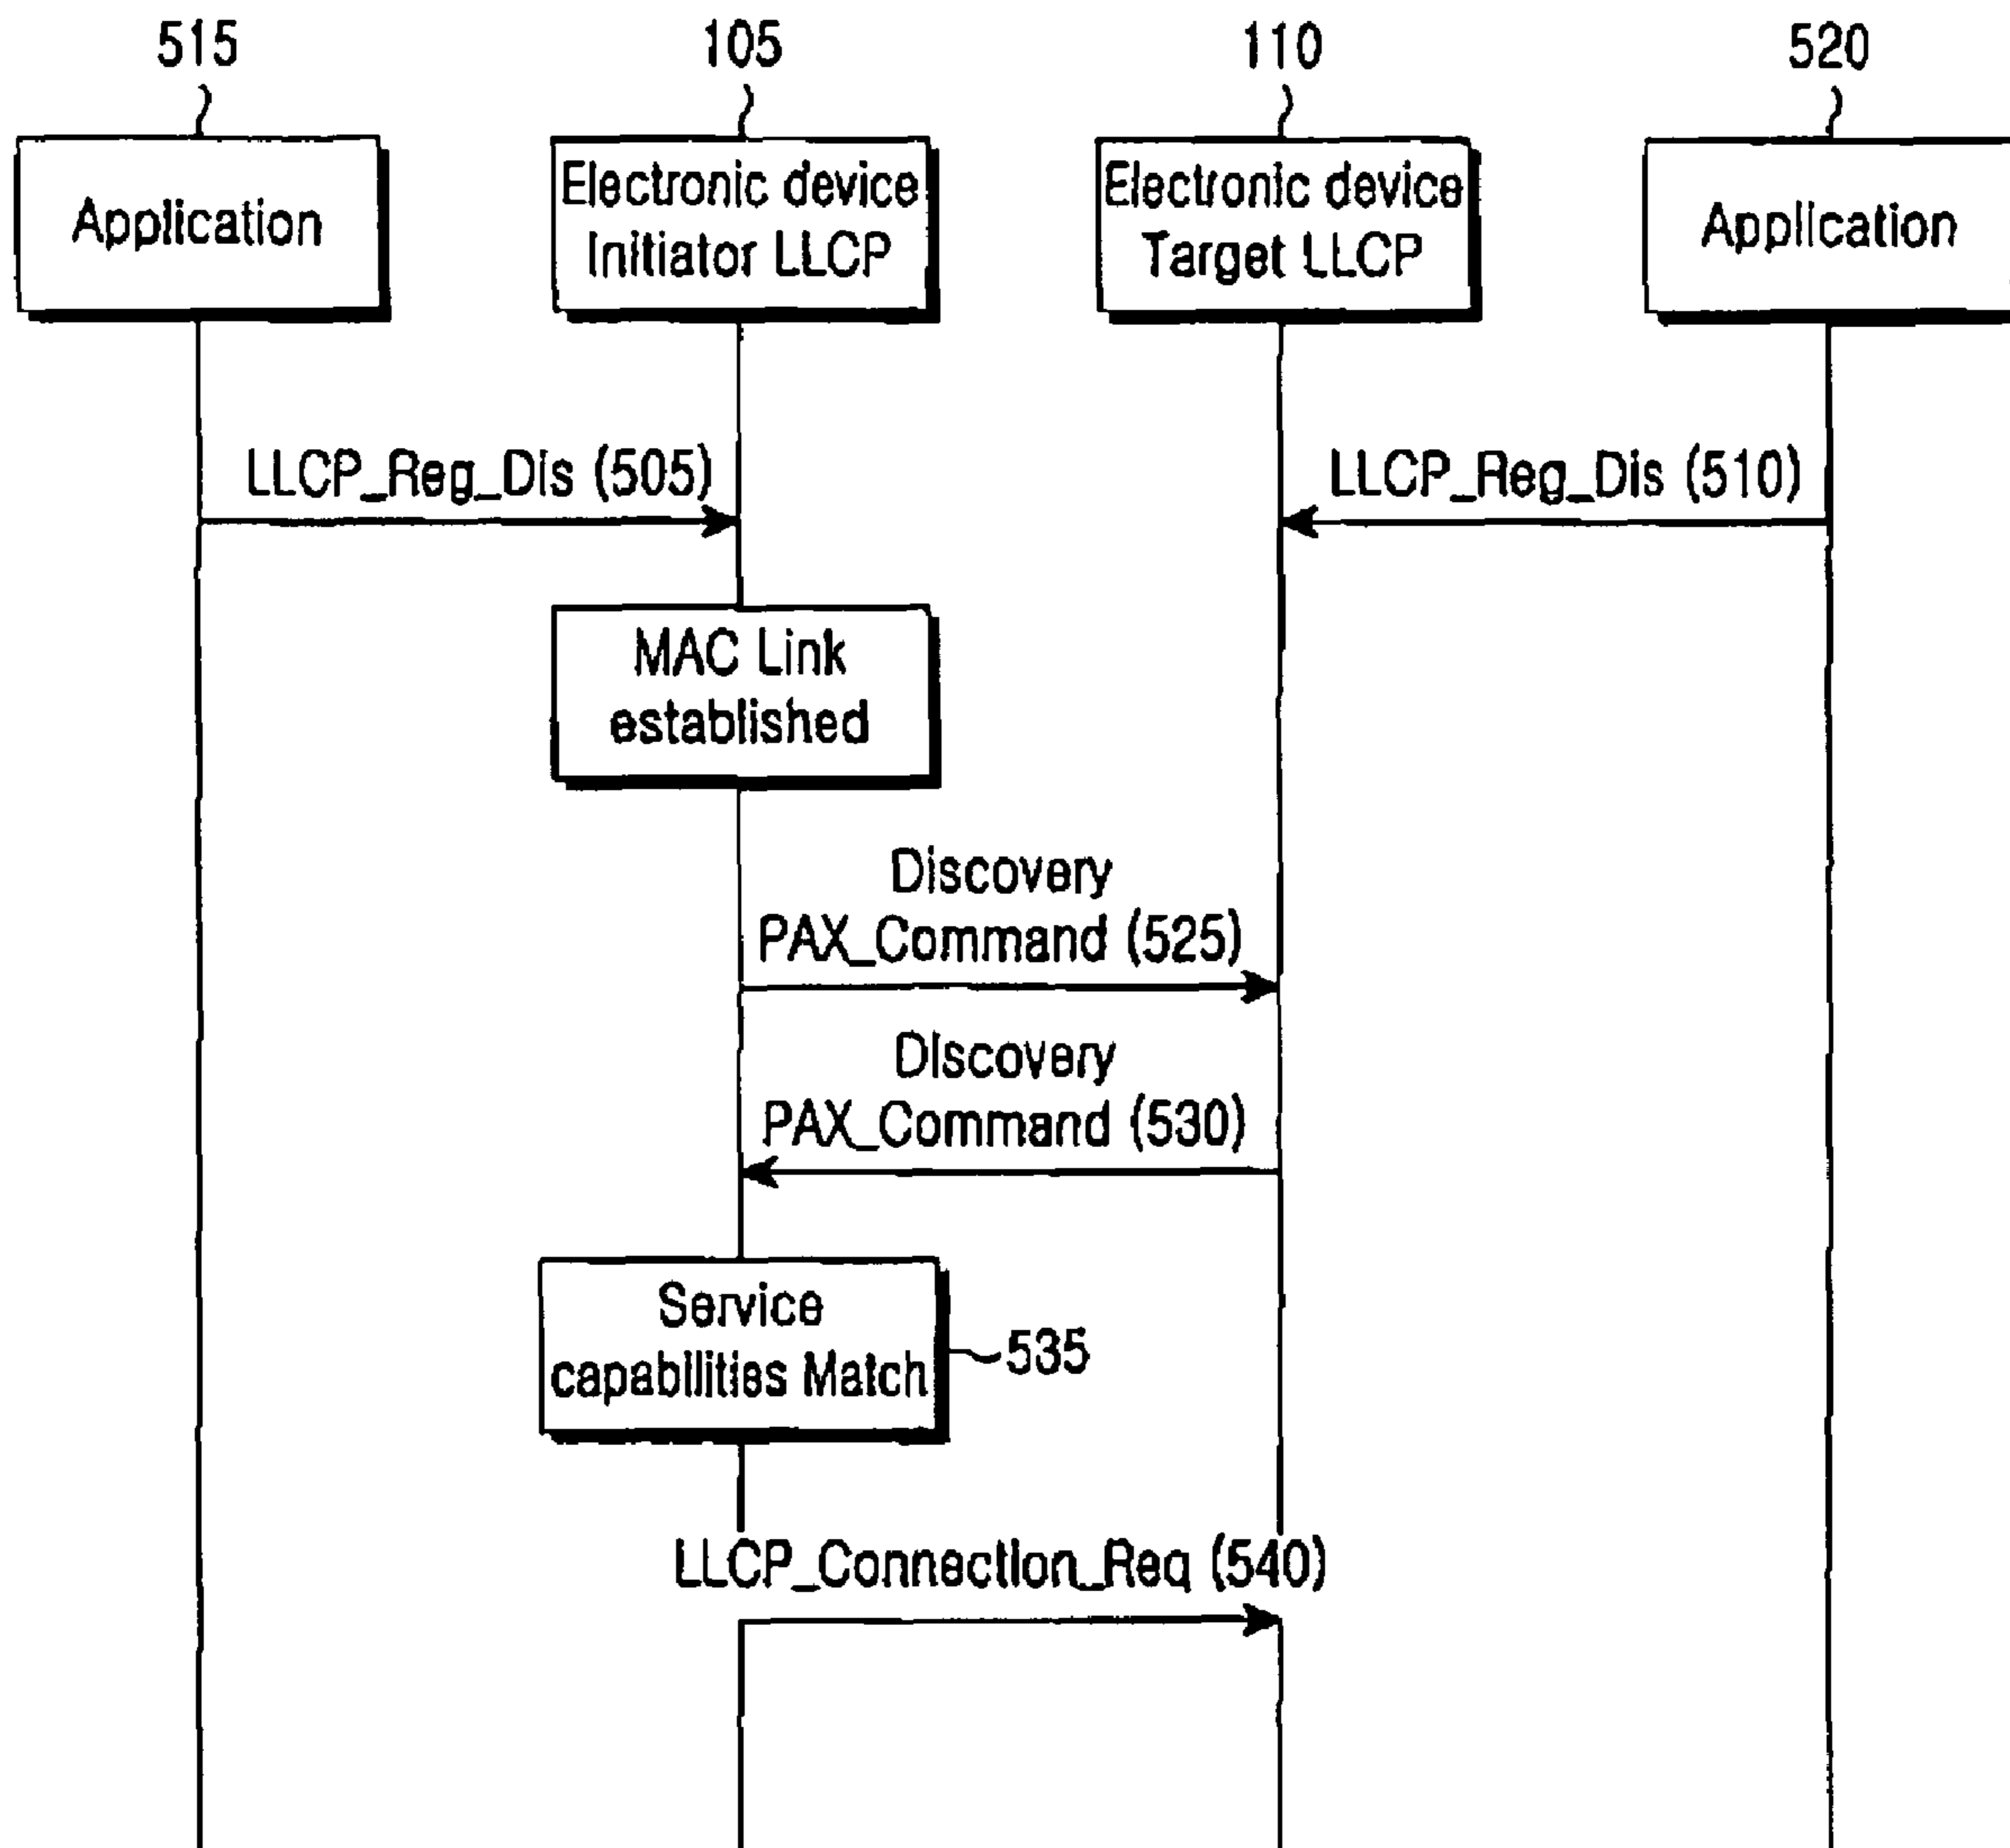 515
105
110
520
Application
Electronic device
Initiator LLCP
Electronic device
Target LLCP
Application
LLCP_Reg_Dis (505)
LLCP_Reg_Dis (510)
MAC Link
established
Discovery
PAX_Command (525)
Discovery
PAX_Command (530)
Service
capabilities Match
535
LLCP_Connection_Req (540)